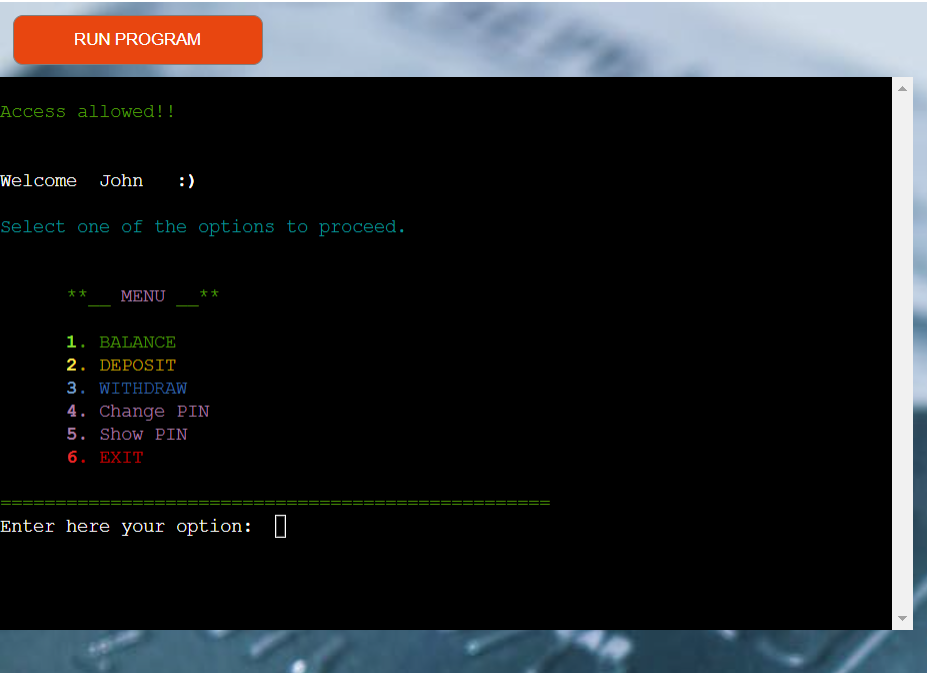 RUN PROGRAM
Access allowed!!
Welcome John :)
Select one of the options to proceed.
**__ MENU __**
1. BALANCE
2. DEPOSIT
3. WITHDRAW
4. Change PIN
5. Show PIN
6. EXIT
==================================================
Enter here your option: